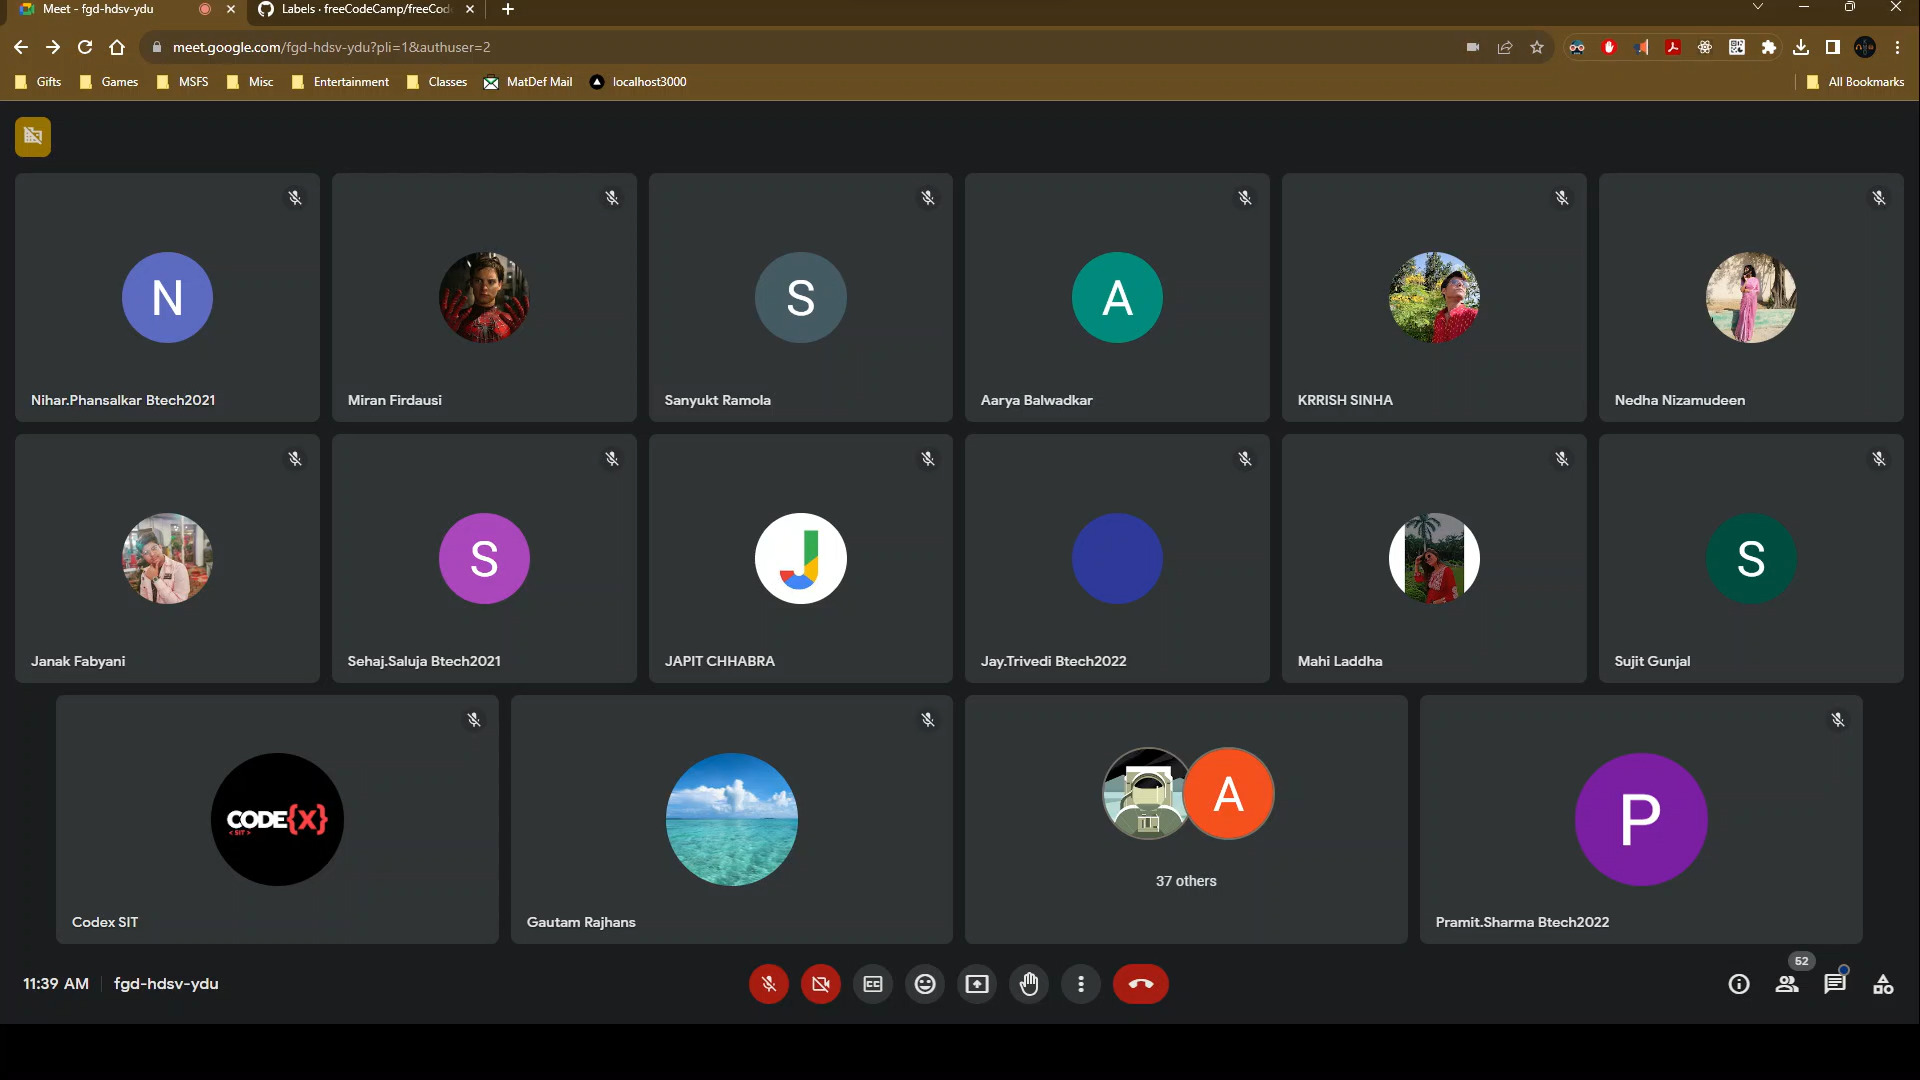 Meet - fgd-hdsv-ydu
Labels · freeCodeCamp/freeCod
meet.google.com/fgd-hdsv-ydu?pli=1&authuser=2
Gifts Games MSFS Misc Entertainment Classes MatDef Mail localhost3000 All Bookmarks
N S A
Nihar.Phansalkar Btech2021 Miran Firdausi Sanyukt Ramola Aarya Balwadkar KRRISH SINHA Nedha Nizamudeen
S J S
Janak Fabyani Sehaj.Saluja Btech2021 JAPIT CHHABRA Jay.Trivedi Btech2022 Mahi Laddha Sujit Gunjal
A
CODE{X} P
< SIT >
37 others
Codex SIT Gautam Rajhans Pramit.Sharma Btech2022
52
11:39 AM fgd-hdsv-ydu CC